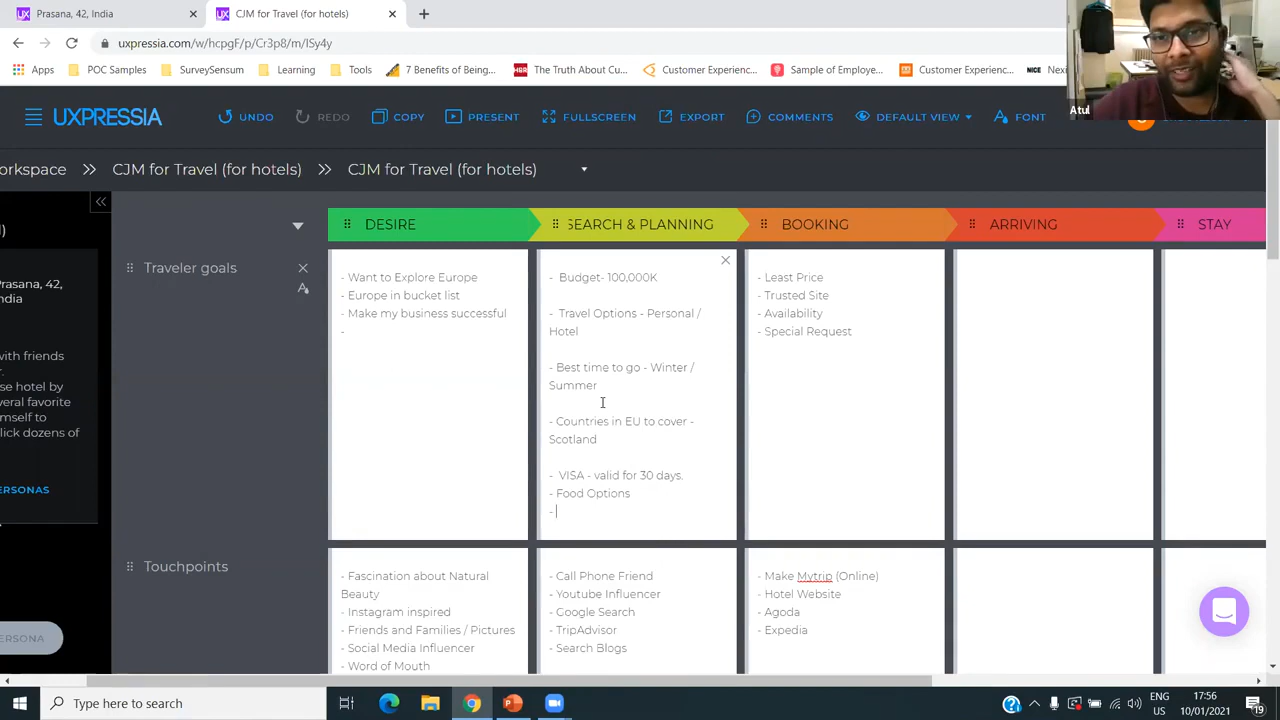 Prasana, 42, India
CJM for Travel (for hotels)
uxpressia.com/w/hcpgF/p/Cr3p8/m/ISy4y
Apps
POC Samples
SurveySensum
Learning
Tools
7 Benefits of Being...
The Truth About Cu...
Customer Experienc...
Sample of Employe...
Customer Experienc...
Nexi
Atul
UXPRESSIA
UNDO
REDO
COPY
PRESENT
FULLSCREEN
EXPORT
COMMENTS
DEFAULT VIEW
FONT
orkspace
CJM for Travel (for hotels)
CJM for Travel (for hotels)
DESIRE
SEARCH & PLANNING
BOOKING
ARRIVING
STAY
Prasana, 42,
ndia
with friends
r.
se hotel by
veral favorite
mself to
lick dozens of
ERSONAS
ERSONA
Traveler goals
- Want to Explore Europe
- Europe in bucket list
- Make my business successful
-
- Budget- 100,000K
- Travel Options - Personal /
Hotel
- Best time to go - Winter /
Summer
- Countries in EU to cover -
Scotland
- VISA - valid for 30 days.
- Food Options
-
- Least Price
- Trusted Site
- Availability
- Special Request
Touchpoints
- Fascination about Natural
Beauty
- Instagram inspired
- Friends and Families / Pictures
- Social Media Influencer
- Word of Mouth
- Call Phone Friend
- Youtube Influencer
- Google Search
- TripAdvisor
- Search Blogs
- Make Mytrip (Online)
- Hotel Website
- Agoda
- Expedia
Type here to search
ENG
US
17:56
10/01/2021
19